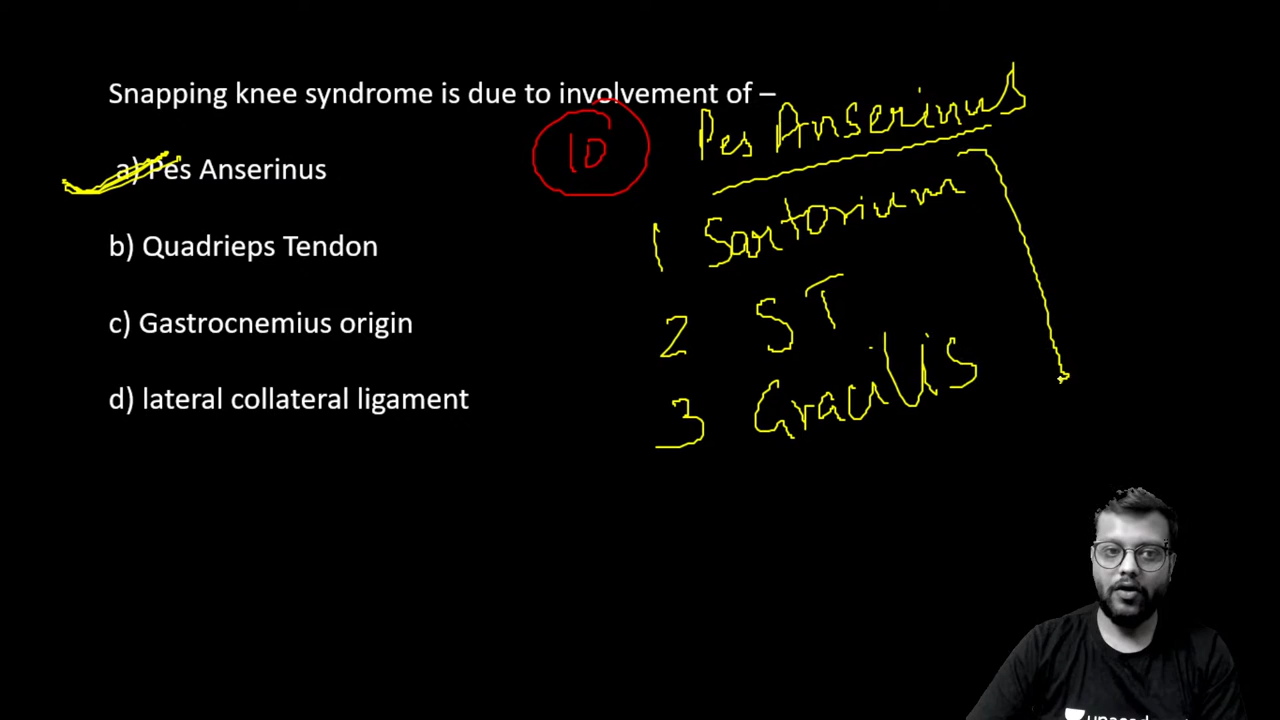 Snapping knee syndrome is due to involvement of –
a) Pes Anserinus
b) Quadrieps Tendon
c) Gastrocnemius origin
d) lateral collateral ligament
10
Pes Anserinus
1 Sartorium
2 ST
3 Gracilis